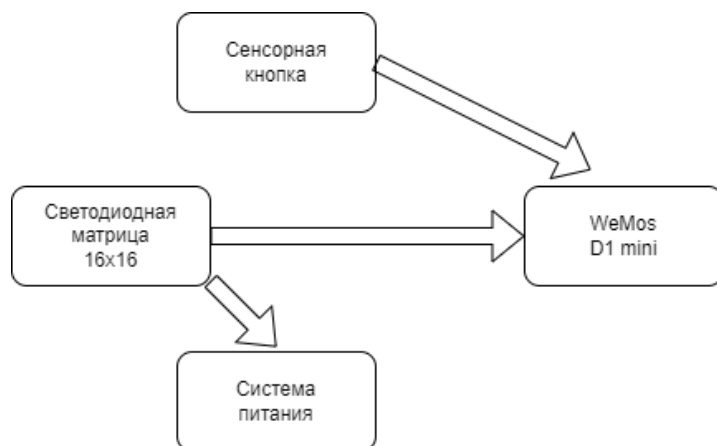 Сенсорная
кнопка
Светодиодная
матрица
16x16
WeMos
D1 mini
Система
питания